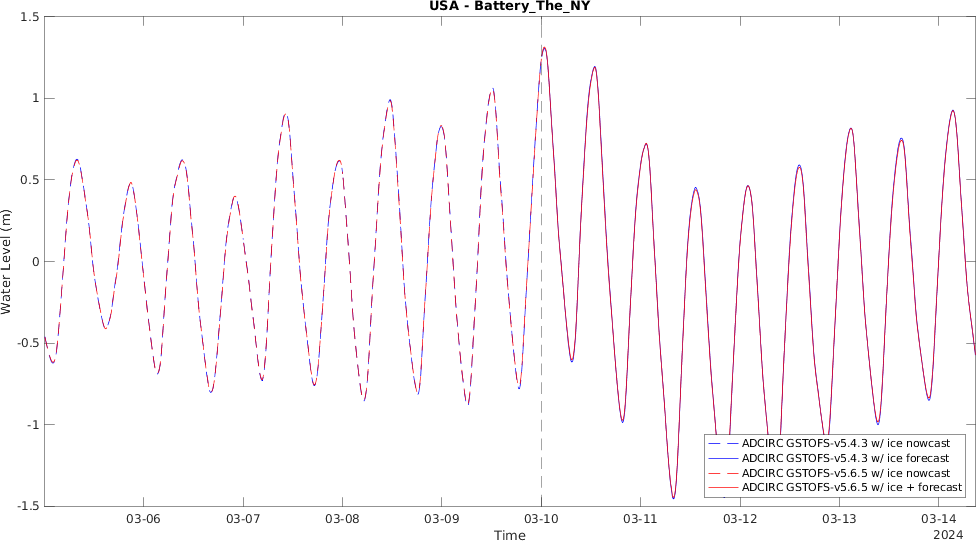 USA - Battery_The_NY
1.5
1
0.5
0
-0.5
-1
-1.5
Water Level (m)
ADCIRC GSTOFS-v5.4.3 w/ ice nowcast
ADCIRC GSTOFS-v5.4.3 w/ ice forecast
ADCIRC GSTOFS-v5.6.5 w/ ice nowcast
ADCIRC GSTOFS-v5.6.5 w/ ice + forecast
03-06 03-07 03-08 03-09 03-10 03-11 03-12 03-13 03-14
Time 2024